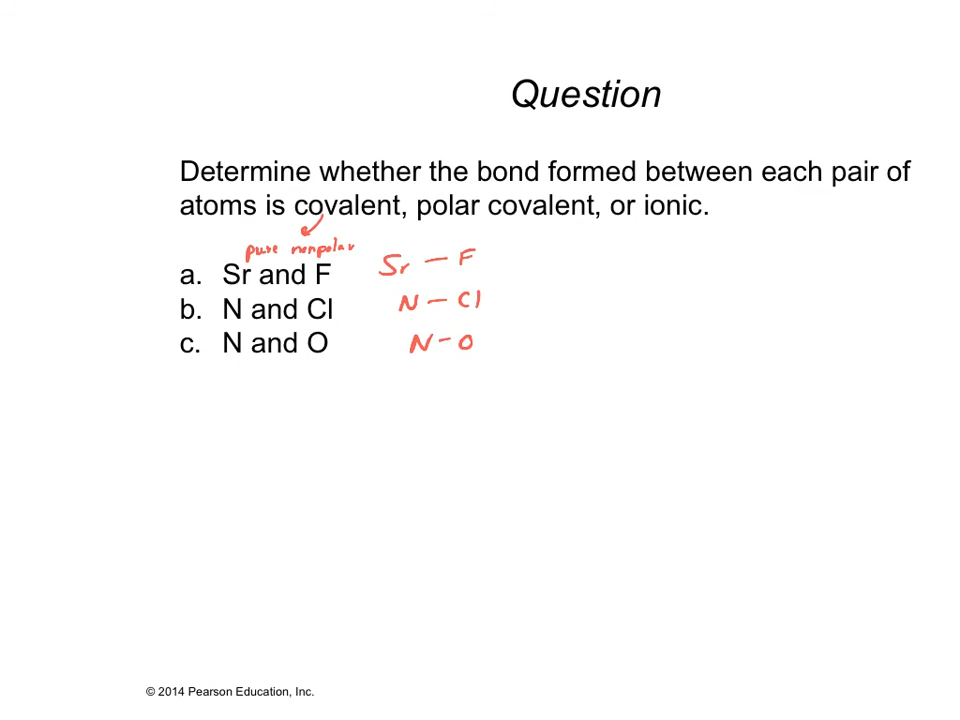 Question
Determine whether the bond formed between each pair of
atoms is covalent, polar covalent, or ionic.
pure nonpolar
a. Sr and F
Sr — F
b. N and Cl
N — Cl
c. N and O
N - O
© 2014 Pearson Education, Inc.